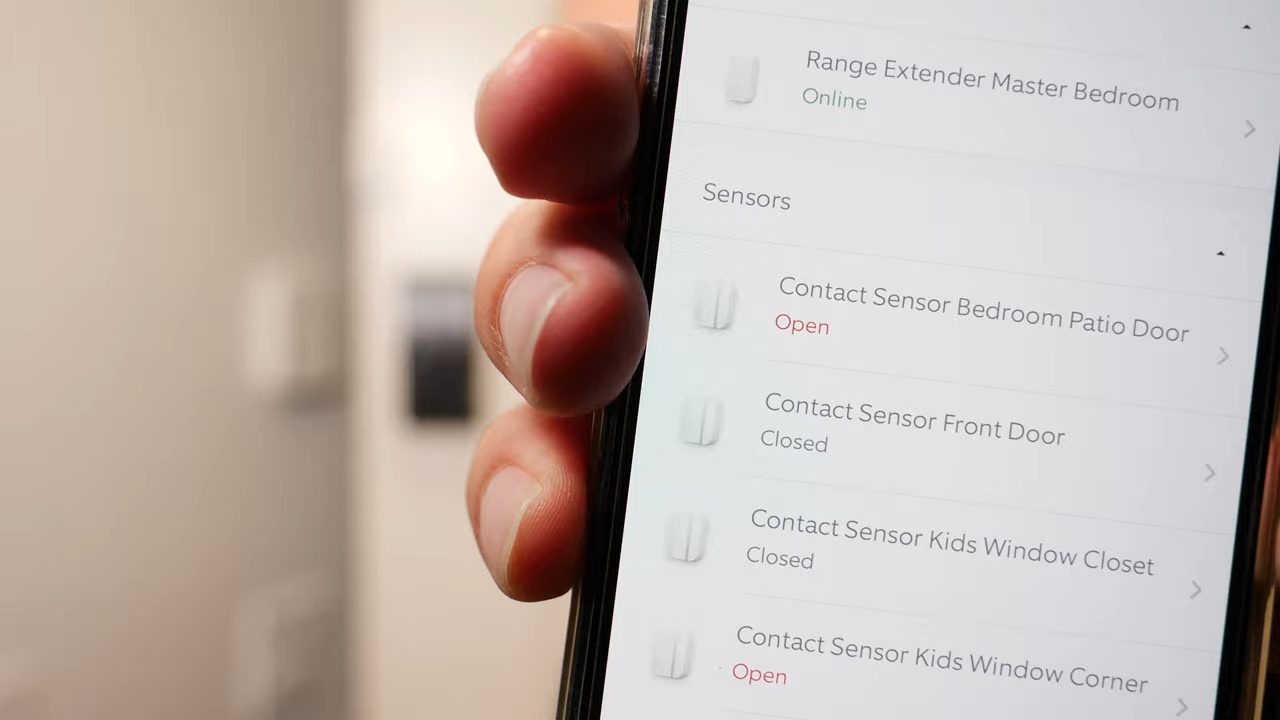 Range Extender Master Bedroom
Online
Sensors
Contact Sensor Bedroom Patio Door
Open
Contact Sensor Front Door
Closed
Contact Sensor Kids Window Closet
Closed
Contact Sensor Kids Window Corner
Open